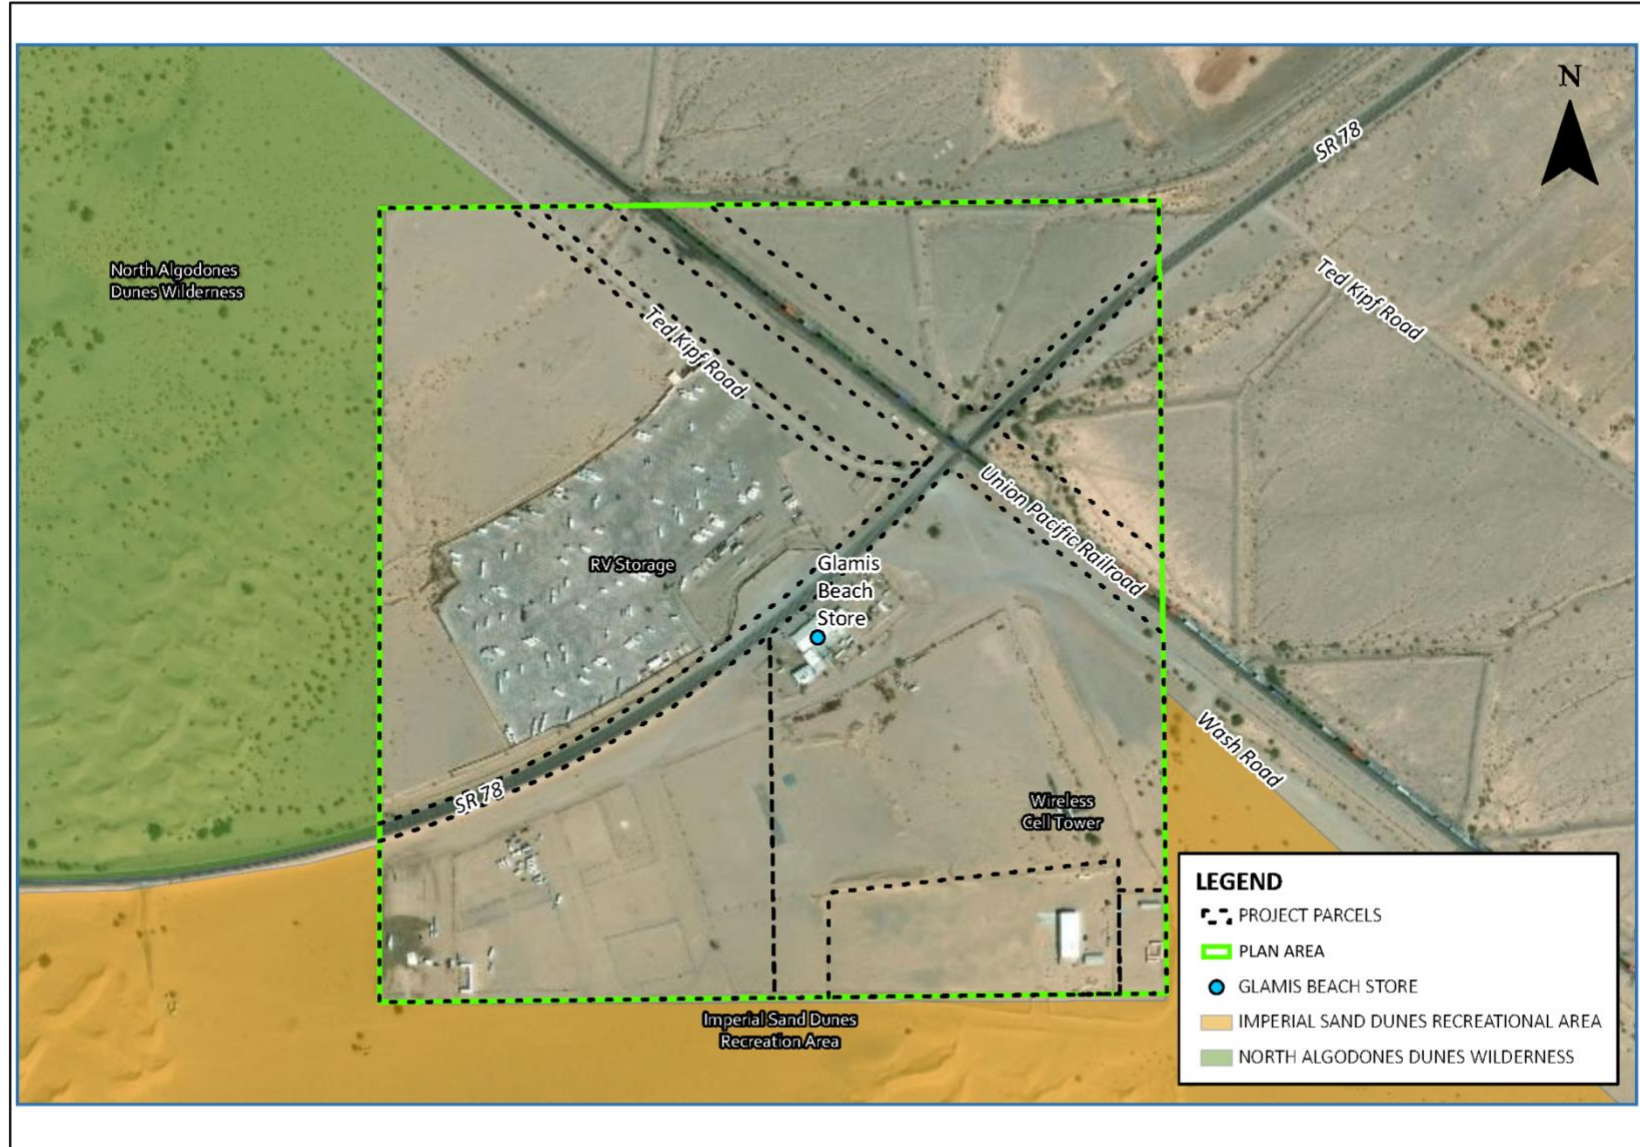 N
SR 78
North Algodones
Dunes Wilderness
Ted Kipf Road
Ted Kipf Road
Union Pacific Railroad
RV Storage
Glamis
Beach
Store
Wash Road
SR 78
Wireless
Cell Tower
Imperial Sand Dunes
Recreation Area
LEGEND
PROJECT PARCELS
PLAN AREA
GLAMIS BEACH STORE
IMPERIAL SAND DUNES RECREATIONAL AREA
NORTH ALGODONES DUNES WILDERNESS